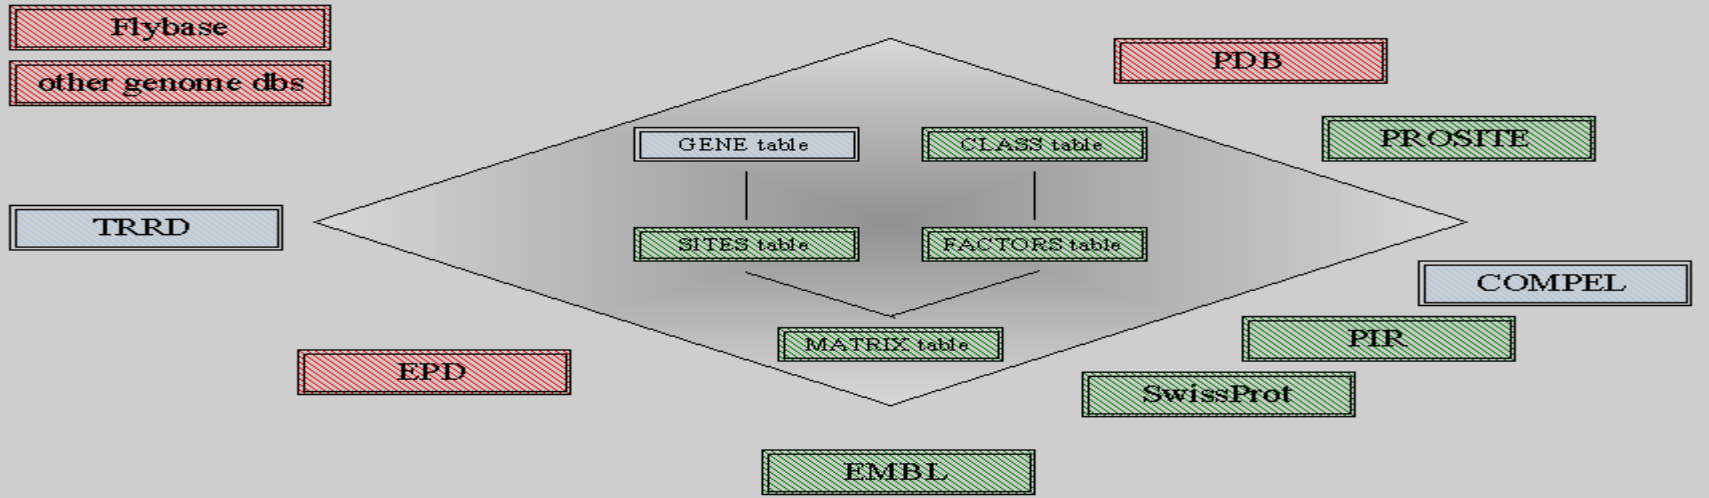 Flybase
other genome dbs
PDB
PROSITE
GENE table
CLASS table
TRRD
SITES table
FACTORS table
COMPEL
MATRIX table
PIR
EPD
SwissProt
EMBL